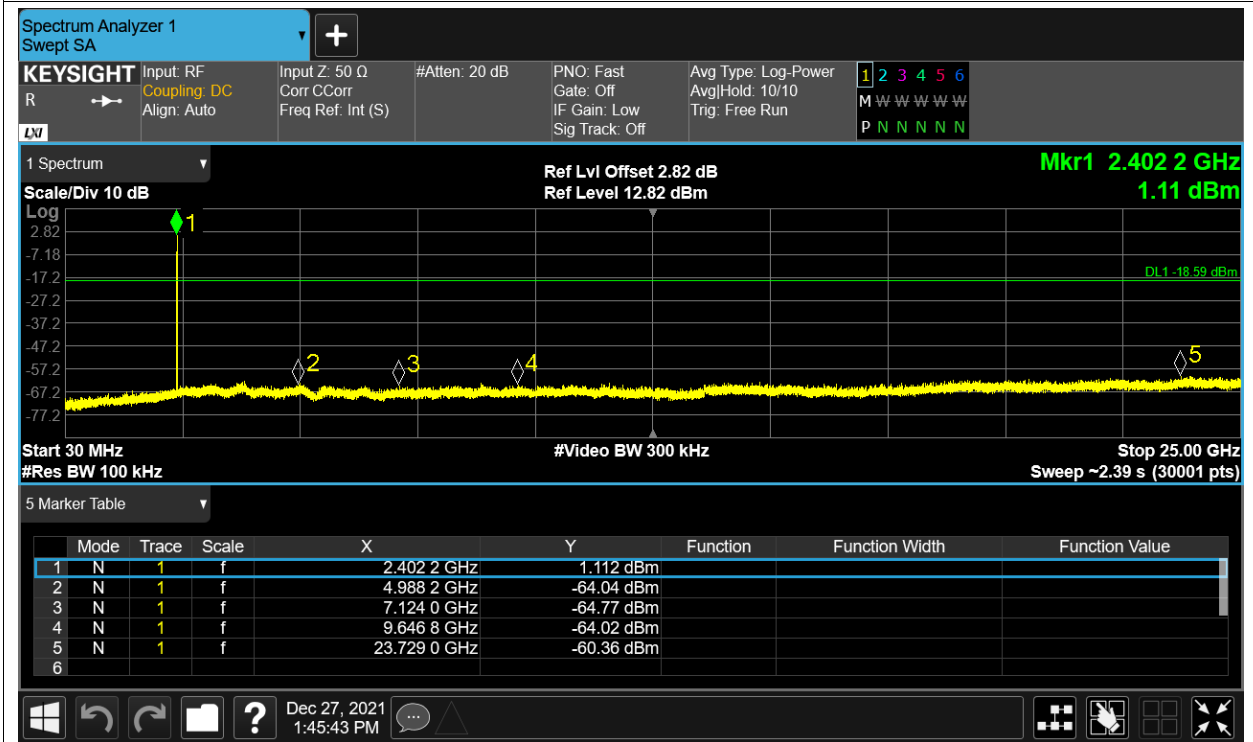 Spectrum Analyzer 1
Swept SA
KEYSIGHT
R
LXI
Input: RF
Coupling: DC
Align: Auto
Input Z: 50 Ω
Corr CCorr
Freq Ref: Int (S)
#Atten: 20 dB
PNO: Fast
Gate: Off
IF Gain: Low
Sig Track: Off
Avg Type: Log-Power
Avg|Hold: 10/10
Trig: Free Run
1 2 3 4 5 6
M W W W W W
P N N N N N
1 Spectrum
Scale/Div 10 dB
Ref Lvl Offset 2.82 dB
Ref Level 12.82 dBm
Mkr1 2.402 2 GHz
1.11 dBm
Log
2.82
-7.18
-17.2
-27.2
-37.2
-47.2
-57.2
-67.2
-77.2
1
2
3
4
5
DL1 -18.59 dBm
Start 30 MHz
#Res BW 100 kHz
#Video BW 300 kHz
Stop 25.00 GHz
Sweep ~2.39 s (30001 pts)
5 Marker Table
Mode Trace Scale X Y Function Function Width Function Value
1 N 1 f 2.402 2 GHz 1.112 dBm
2 N 1 f 4.988 2 GHz -64.04 dBm
3 N 1 f 7.124 0 GHz -64.77 dBm
4 N 1 f 9.646 8 GHz -64.02 dBm
5 N 1 f 23.729 0 GHz -60.36 dBm
6
?
Dec 27, 2021
1:45:43 PM